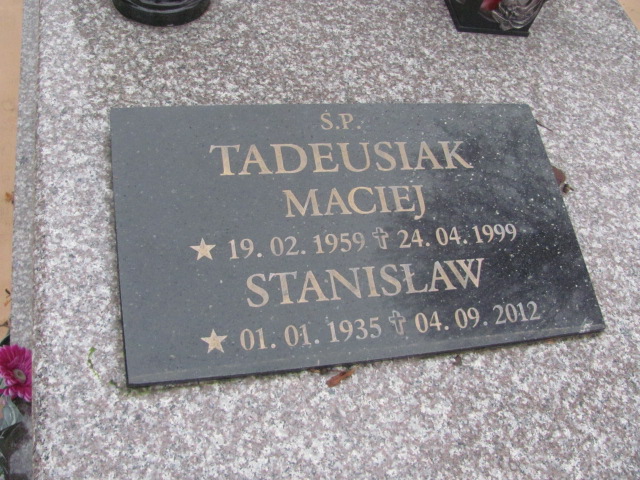 Ś.P.
TADEUSIAK
MACIEJ
★ 19. 02. 1959 ✝ 24. 04. 1999
STANISŁAW
★ 01. 01. 1935 ✝ 04. 09. 2012